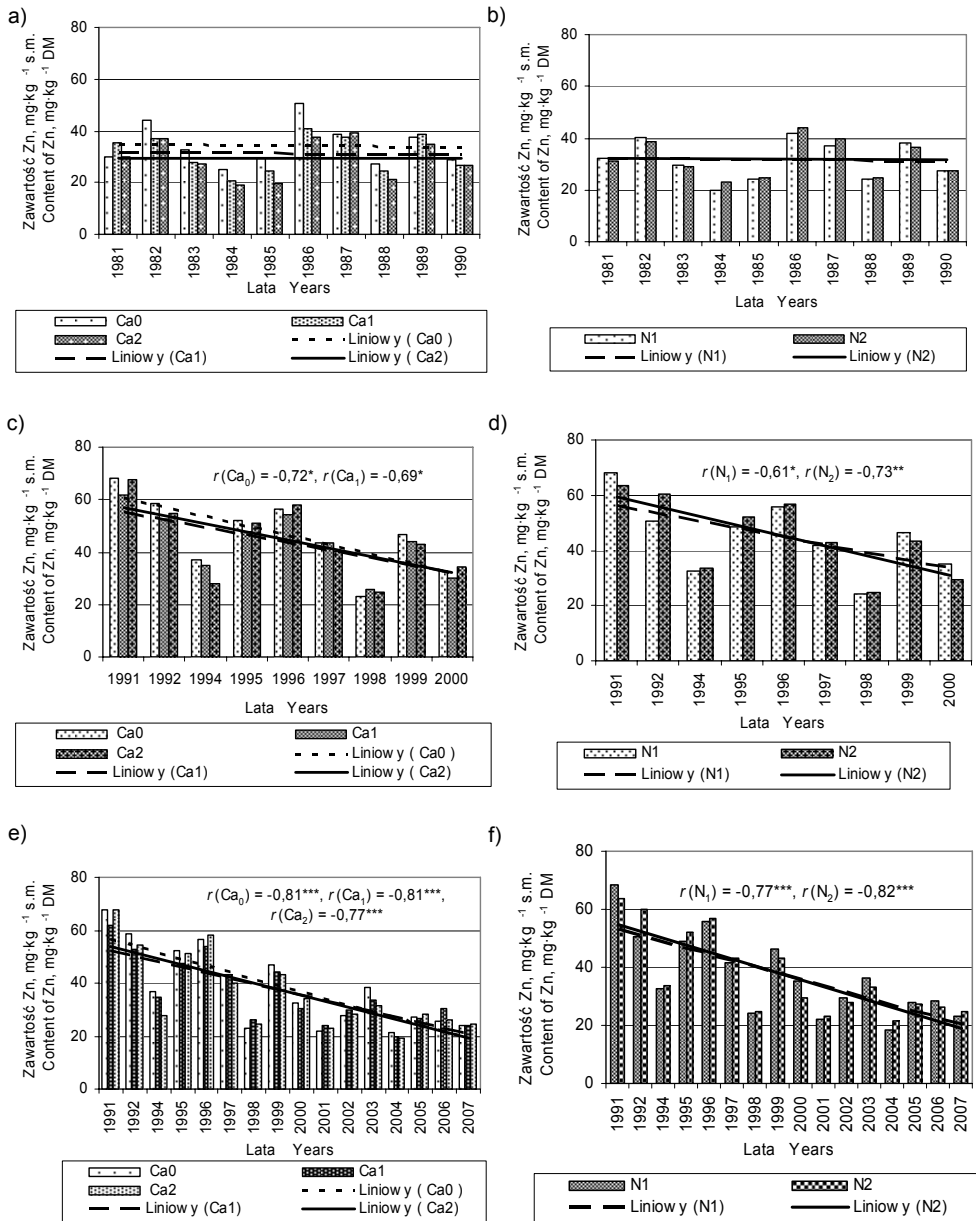 a)
Zawartość Zn, mg·kg⁻¹ s.m.
Content of Zn, mg·kg⁻¹ DM
80
60
40
20
0
1981
1982
1983
1984
1985
1986
1987
1988
1989
1990
Lata Years
Ca0
Ca1
Ca2
Liniow y ( Ca0 )
Liniow y (Ca1)
Liniow y ( Ca2)
b)
Zawartość Zn, mg·kg⁻¹ s.m.
Content of Zn, mg·kg⁻¹ DM
80
60
40
20
0
1981
1982
1983
1984
1985
1986
1987
1988
1989
1990
Lata Years
N1
N2
Liniow y (N1)
Liniow y (N2)
c)
Zawartość Zn, mg·kg⁻¹ s.m.
Content of Zn, mg·kg⁻¹ DM
80
60
40
20
0
r (Ca₀) = -0,72*, r (Ca₁) = -0,69*
1991 1992 1994 1995 1996 1997 1998 1999 2000
Lata Years
Ca0
Ca1
Ca2
Liniow y ( Ca0 )
Liniow y (Ca1)
Liniow y ( Ca2)
d)
Zawartość Zn, mg·kg⁻¹ s.m.
Content of Zn, mg·kg⁻¹ DM
80
60
40
20
0
r (N₁) = -0,61*, r (N₂) = -0,73**
1991
1992
1994
1995
1996
1997
1998
1999
2000
Lata Years
N1
N2
Liniow y (N1)
Liniow y (N2)
e)
Zawartość Zn, mg·kg⁻¹ s.m.
Content of Zn, mg·kg⁻¹ DM
80
60
40
20
0
r (Ca₀) = -0,81***, r (Ca₁) = -0,81***,
r (Ca₂) = -0,77***
1991
1992
1994
1995
1996
1997
1998
1999
2000
2001
2002
2003
2004
2005
2006
2007
Lata Years
Ca0
Ca1
Ca2
Liniow y ( Ca0 )
Liniow y (Ca1)
Liniow y ( Ca2)
f)
Zawartość Zn, mg·kg⁻¹ s.m.
Content of Zn, mg·kg⁻¹ DM
80
60
40
20
0
r (N₁) = -0,77***, r (N₂) = -0,82***
1991
1992
1994
1995
1996
1997
1998
1999
2000
2001
2002
2003
2004
2005
2006
2007
Lata Years
N1
N2
Liniow y (N1)
Liniow y (N2)